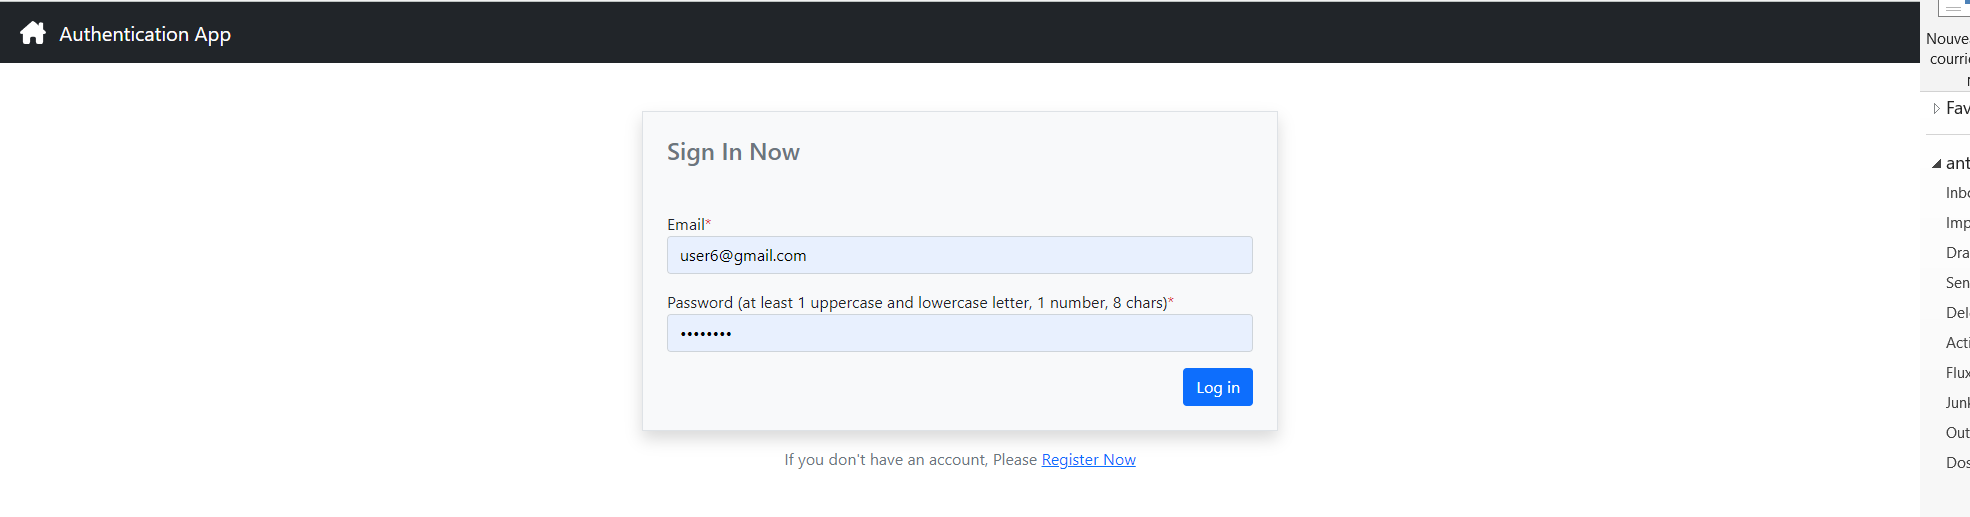 Authentication App
Sign In Now
Email*
user6@gmail.com
Password (at least 1 uppercase and lowercase letter, 1 number, 8 chars)*
••••••••
Log in
If you don't have an account, Please Register Now
Nouve
courri
Fav
ant
Inb
Imp
Dra
Sen
Del
Acti
Flux
Junk
Out
Dos